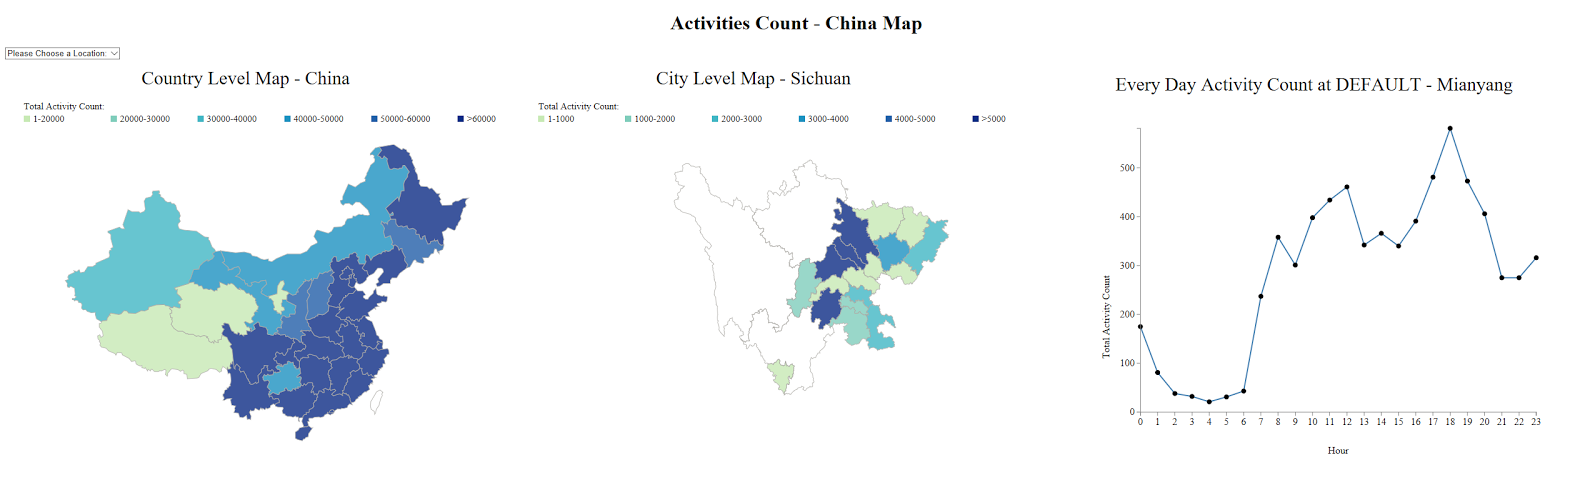 Activities Count - China Map
Please Choose a Location:
Country Level Map - China
Total Activity Count:
1-20000 20000-30000 30000-40000 40000-50000 50000-60000 >60000
City Level Map - Sichuan
Total Activity Count:
1-1000 1000-2000 2000-3000 3000-4000 4000-5000 >5000
Every Day Activity Count at DEFAULT - Mianyang
Total Activity Count
500
400
300
200
100
0
0 1 2 3 4 5 6 7 8 9 10 11 12 13 14 15 16 17 18 19 20 21 22 23
Hour